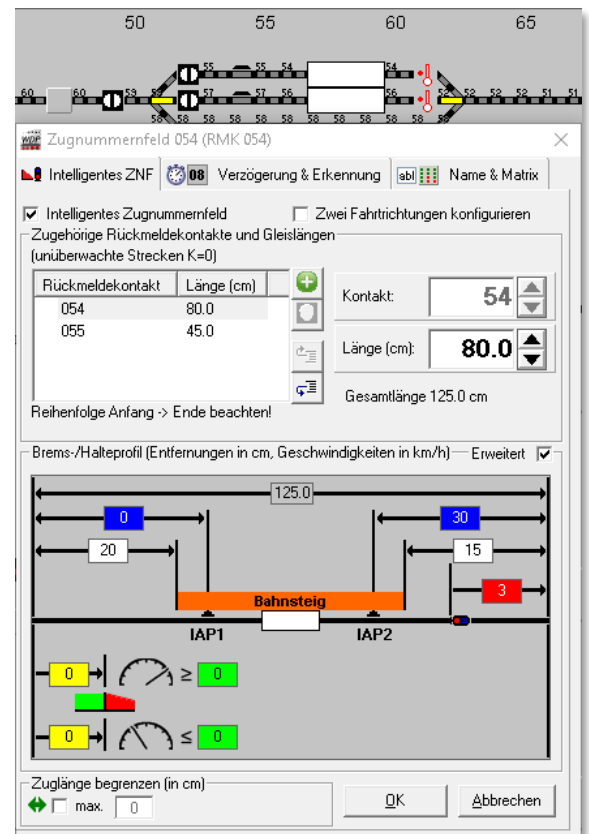 50 55 60 65
55 55 54 54
60 60 59 58 57 57 56 56 52 52 52 52 51 51
58 58 58 58 58 58 58 58
WDP Zugnummernfeld 054 (RMK 054)
Intelligentes ZNF 08 Verzögerung & Erkennung abl Name & Matrix
Intelligentes Zugnummernfeld Zwei Fahrtrichtungen konfigurieren
Zugehörige Rückmeldekontakte und Gleislängen
(unüberwachte Strecken K=0)
Rückmeldekontakt Länge (cm)
054 80.0
055 45.0
Kontakt: 54
Länge (cm): 80.0
Gesamtlänge 125.0 cm
Reihenfolge Anfang -> Ende beachten!
Brems-/Halteprofil (Entfernungen in cm, Geschwindigkeiten in km/h) Erweitert
125.0
0 30
20 15
3
Bahnsteig
IAP1 IAP2
0 ≥ 0
0 ≤ 0
Zuglänge begrenzen (in cm)
max. 0
OK Abbrechen